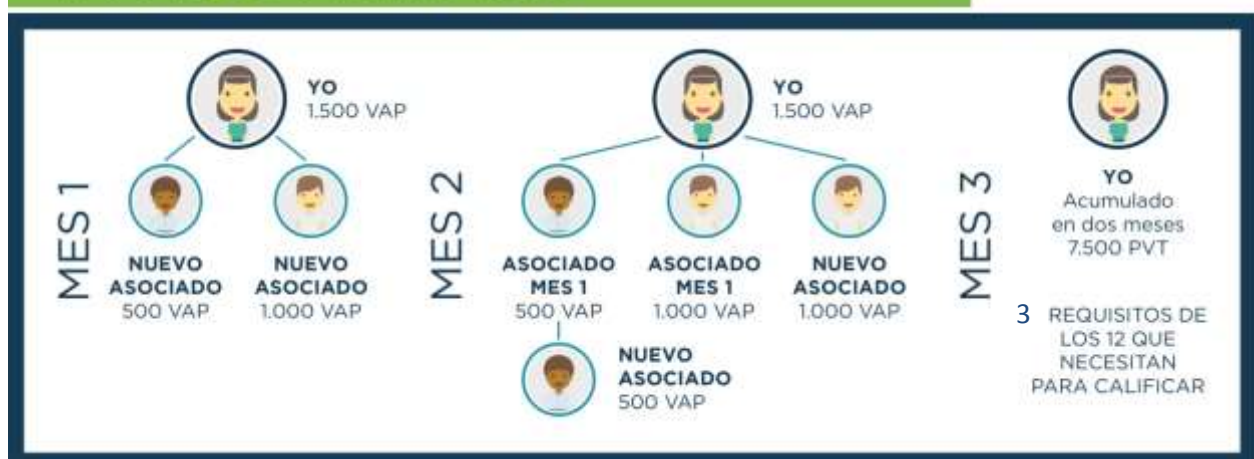 MES 1
YO
1.500 VAP
NUEVO
ASOCIADO
500 VAP
NUEVO
ASOCIADO
1.000 VAP
MES 2
YO
1.500 VAP
ASOCIADO
MES 1
500 VAP
ASOCIADO
MES 1
1.000 VAP
NUEVO
ASOCIADO
1.000 VAP
NUEVO
ASOCIADO
500 VAP
MES 3
YO
Acumulado
en dos meses
7.500 PVT
3 REQUISITOS DE
LOS 12 QUE
NECESITAN
PARA CALIFICAR